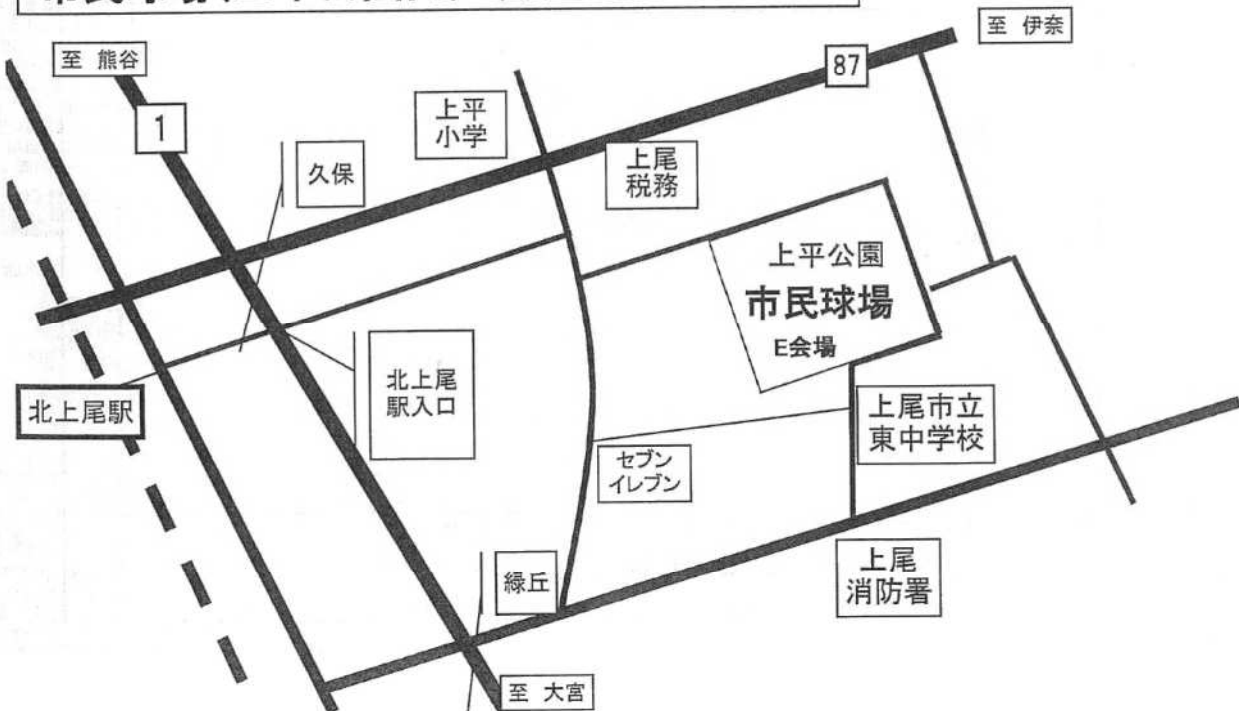 至 熊谷
至 伊奈
1
87
上平
小学
久保
上尾
税務
上平公園
市民球場
E会場
北上尾駅
北上尾
駅入口
上尾市立
東中学校
セブン
イレブン
緑丘
上尾
消防署
至 大宮